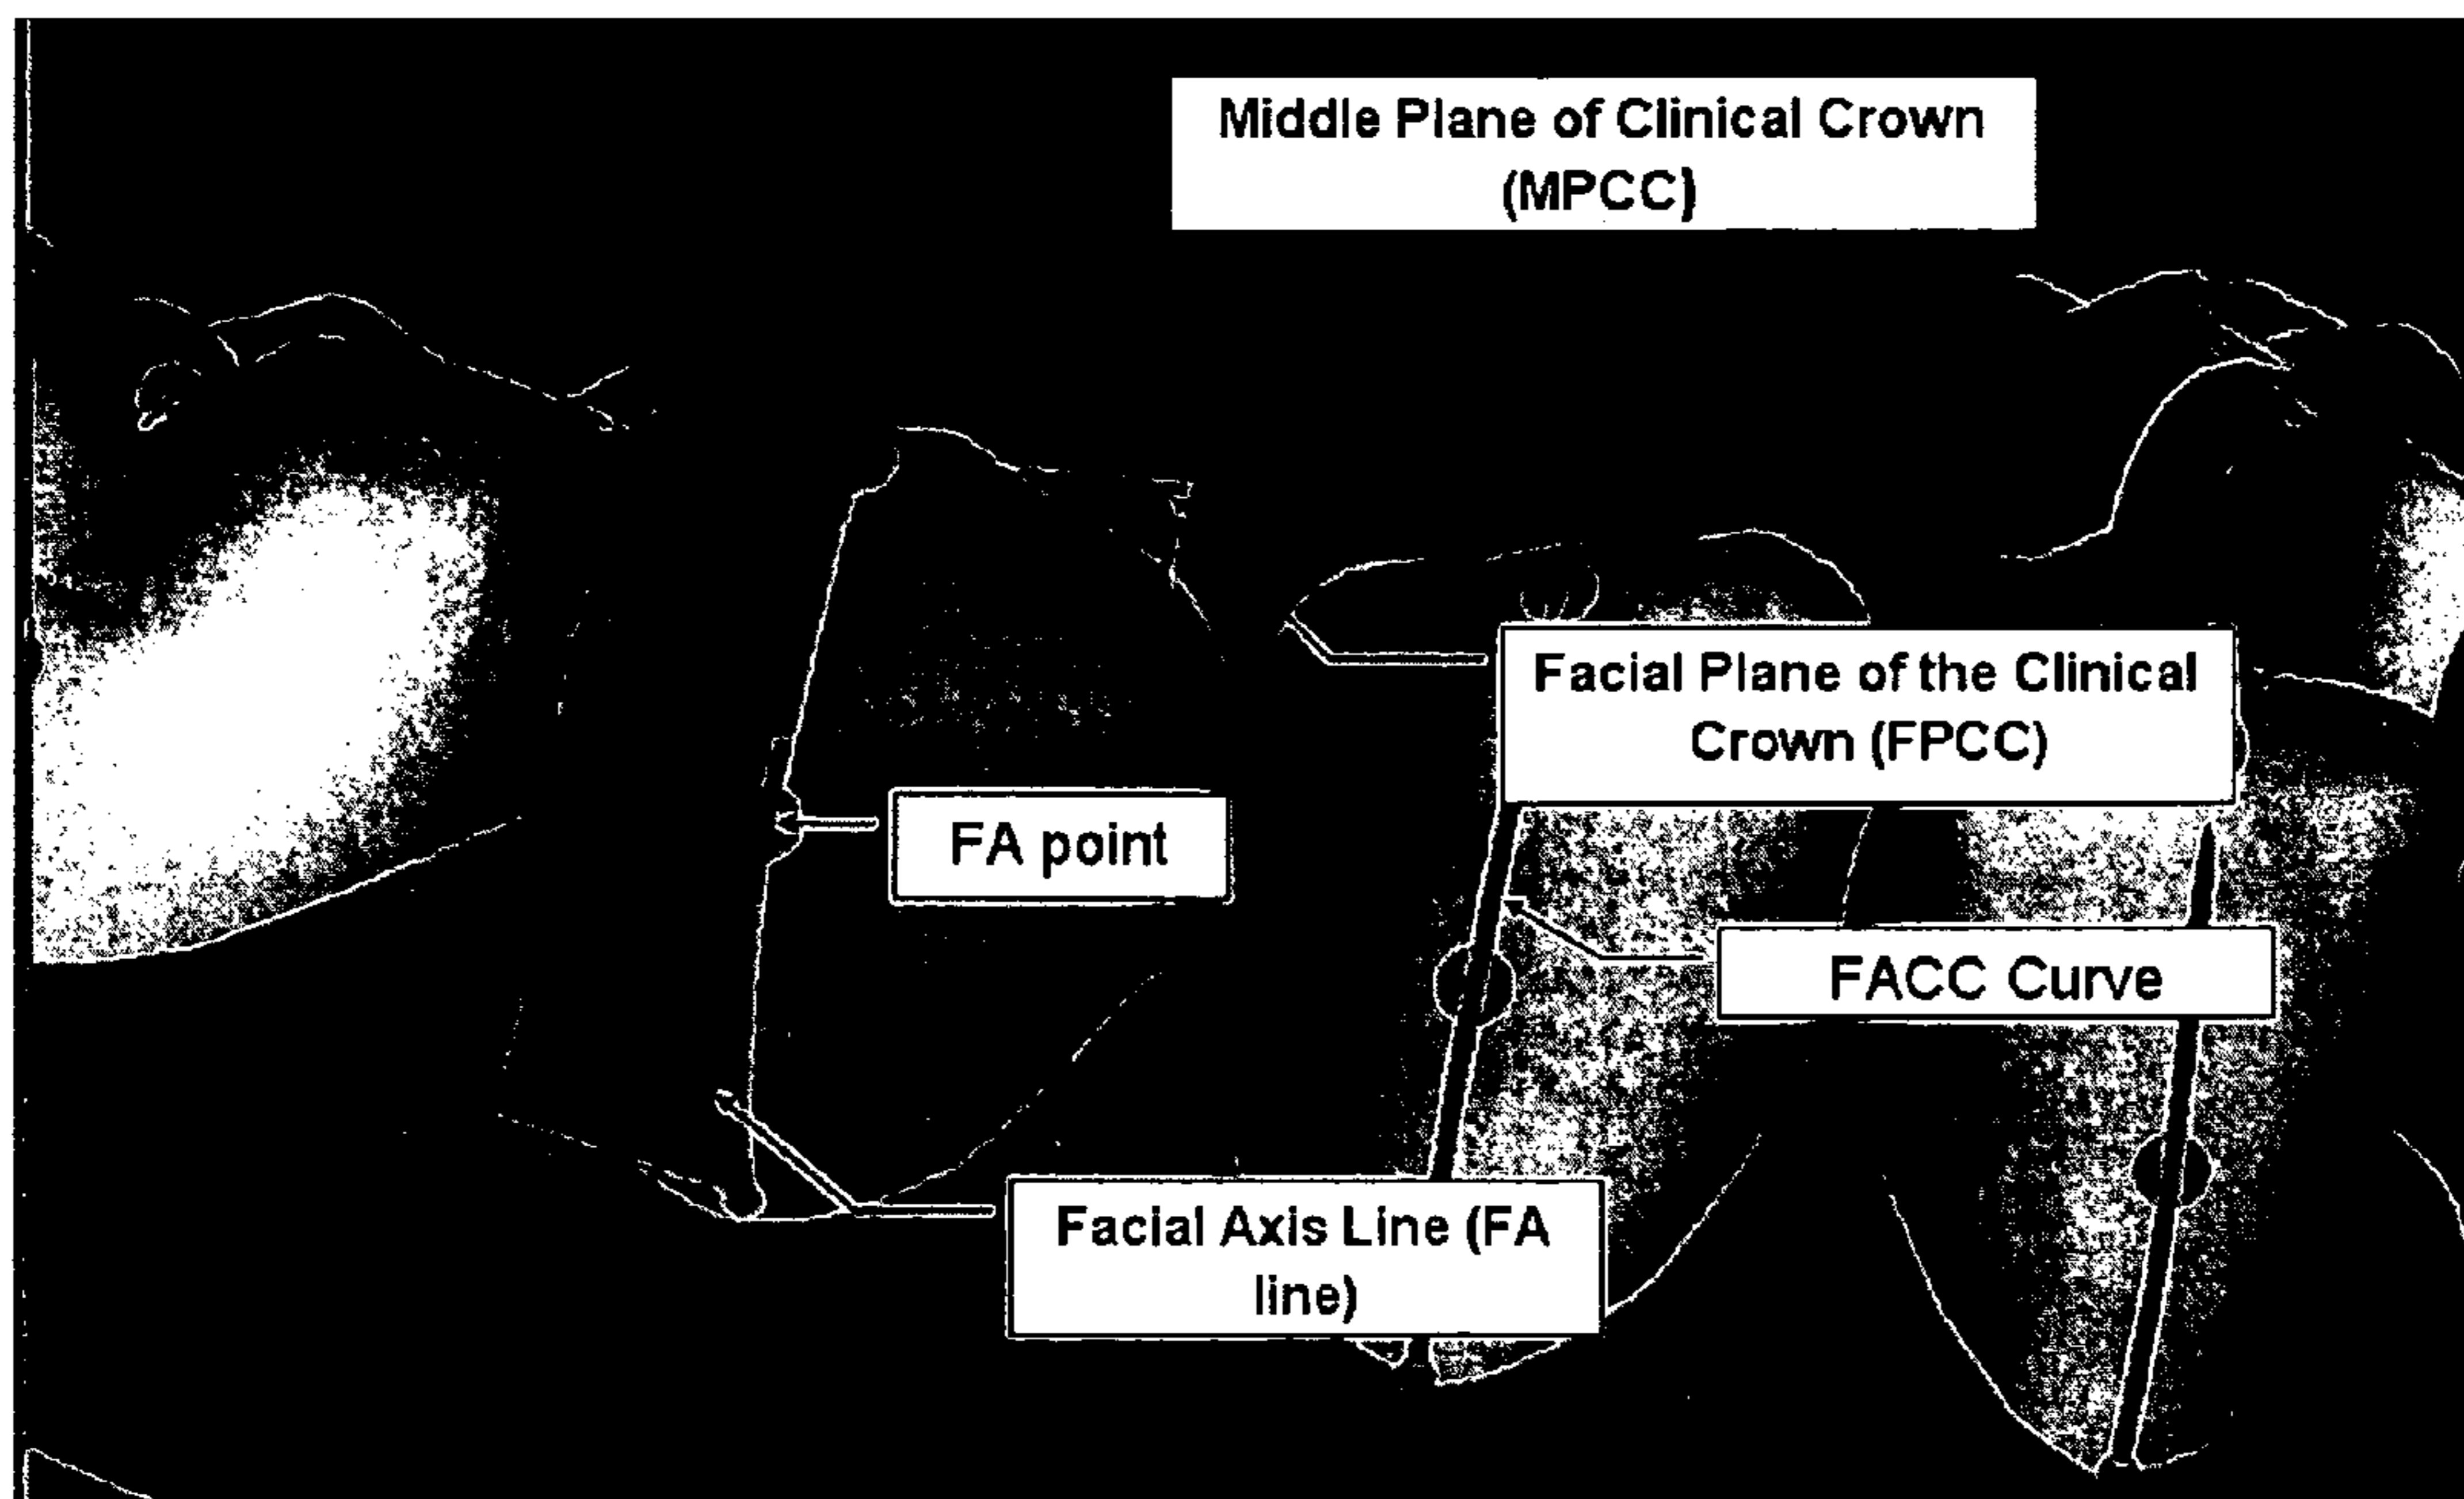 Middle Plane of Clinical Crown
(MPCC)
Facial Plane of the Clinical
Crown (FPCC)
FA point
FACC Curve
Facial Axis Line (FA
line)